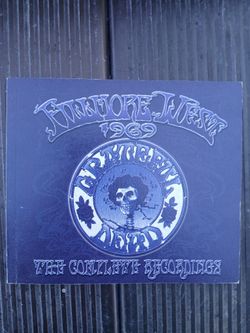 FILLMORE WEST
1969
GRATEFUL
DEAD
THE COMPLETE RECORDINGS